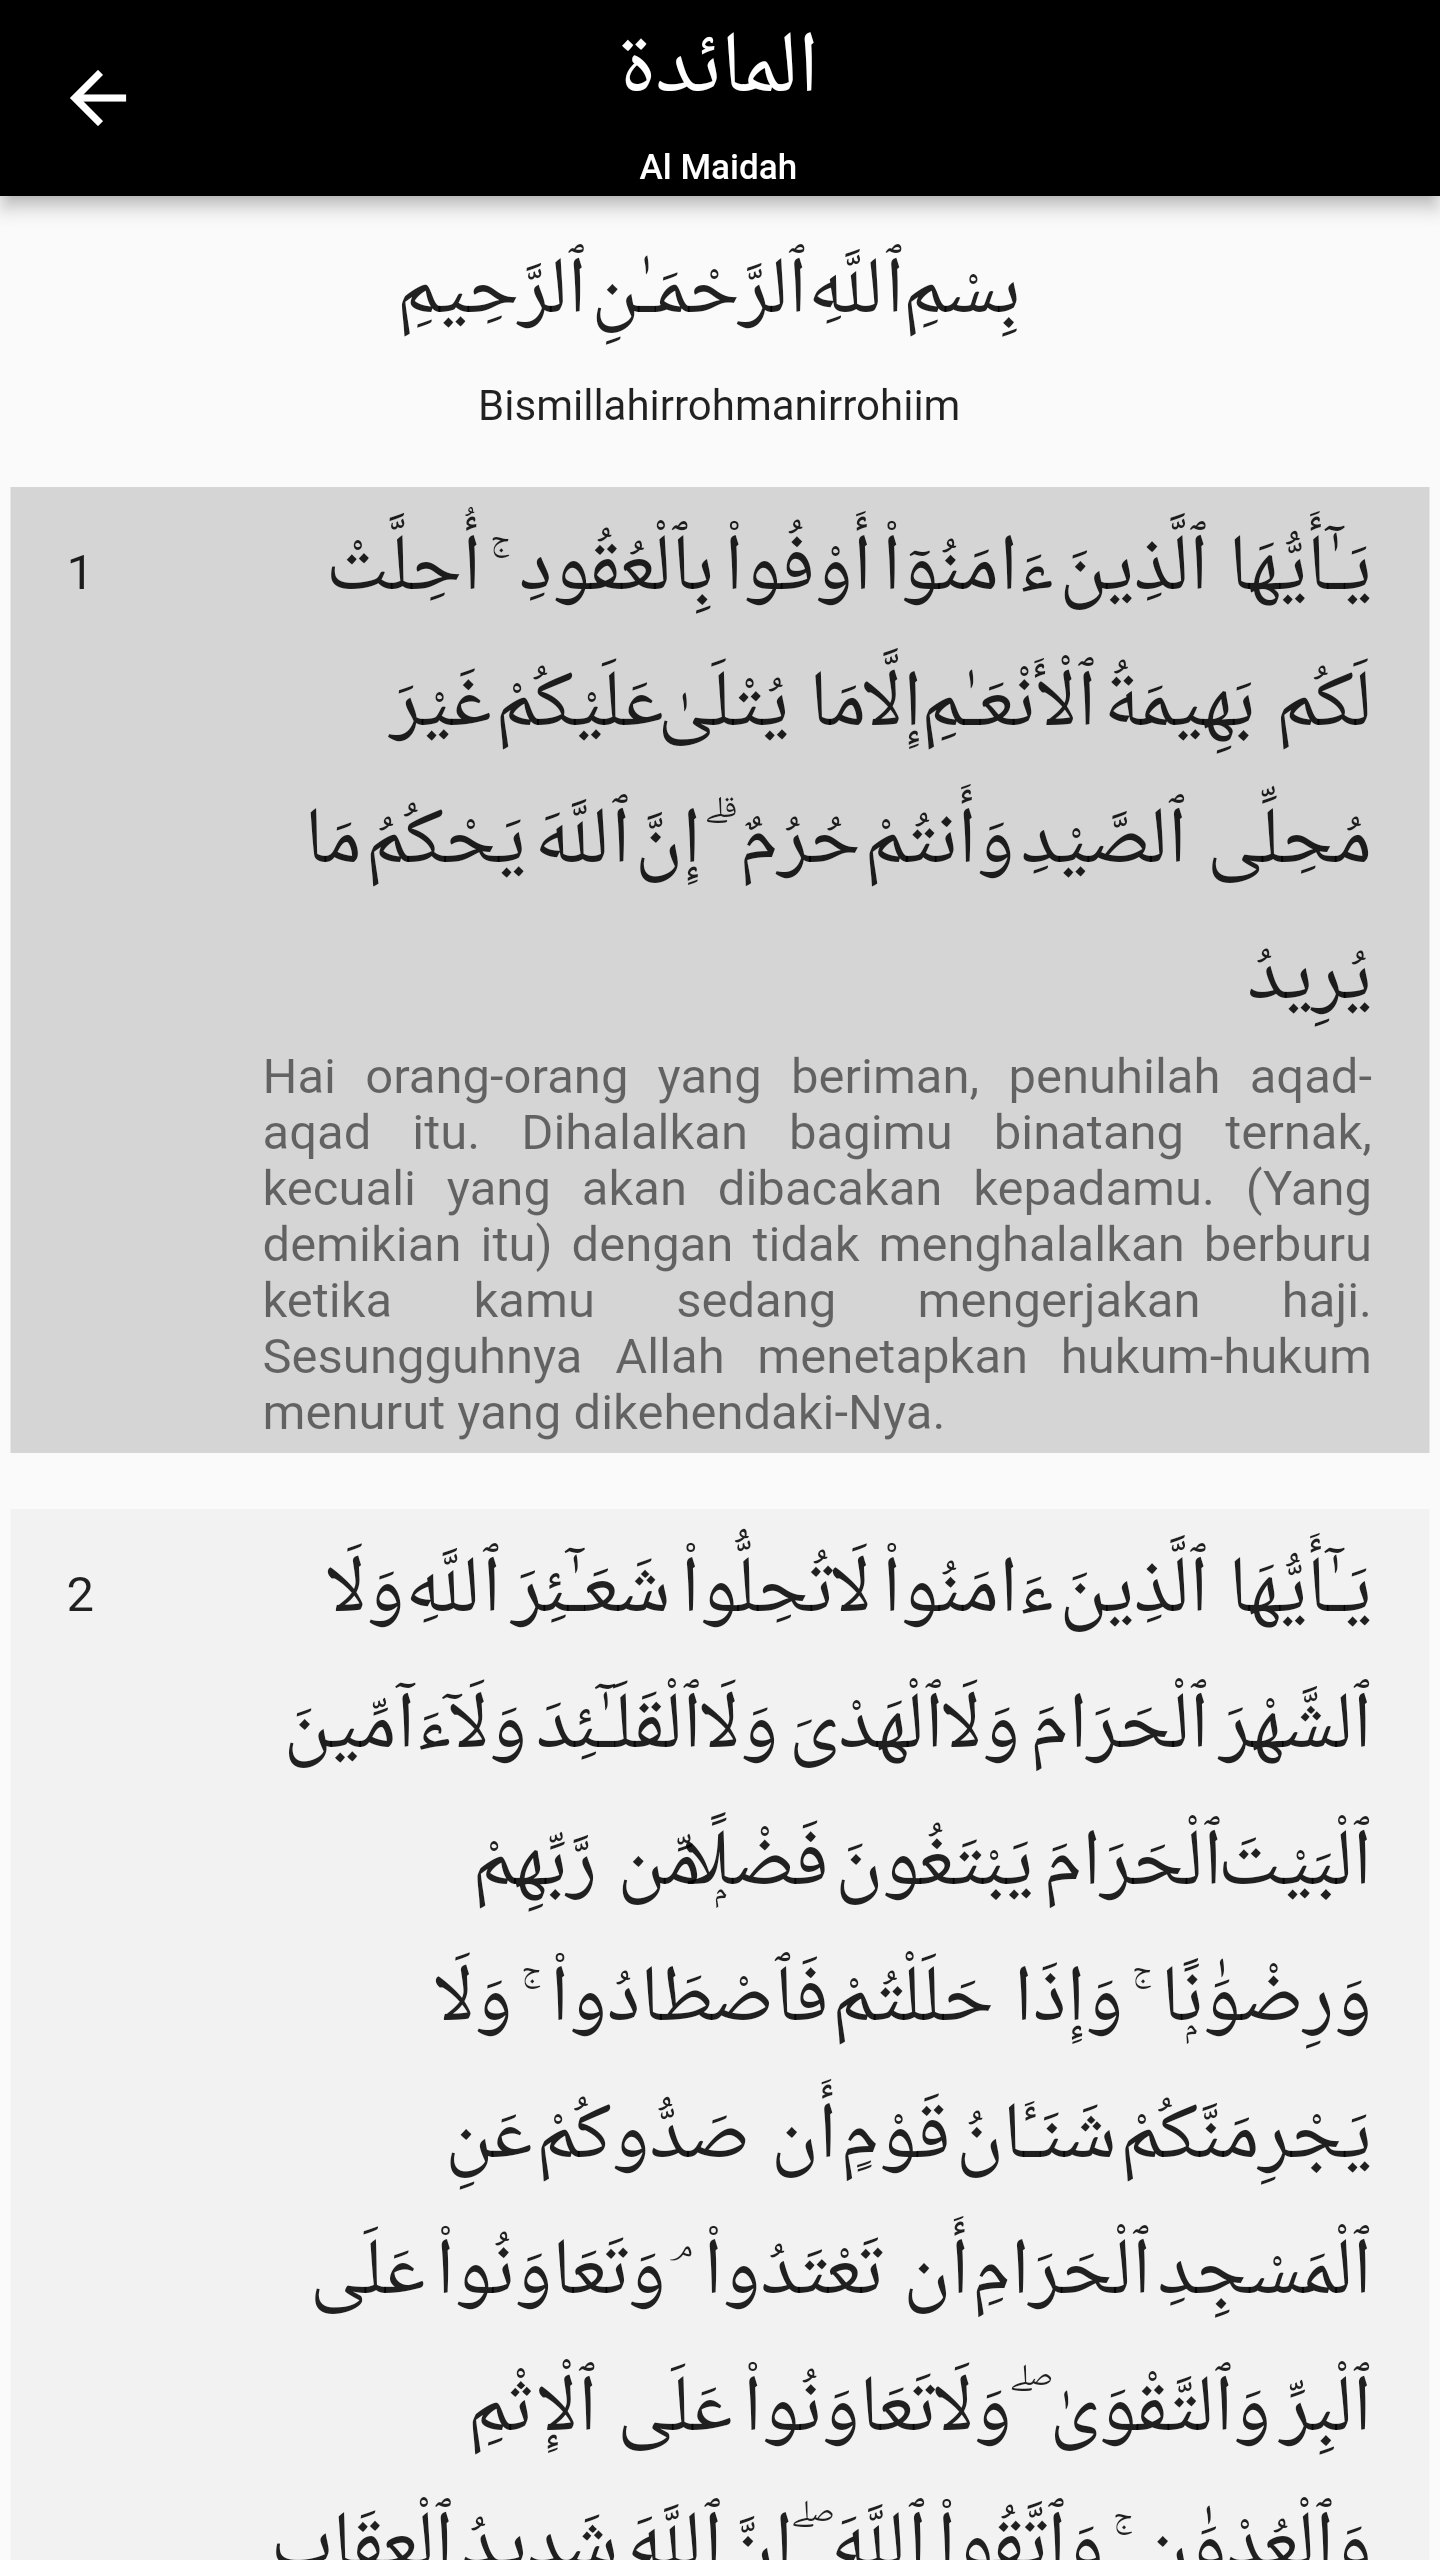 المائدة
Al Maidah
بِسْمِ ٱللَّهِ ٱلرَّحْمَـٰنِ ٱلرَّحِيمِ
Bismillahirrohmanirrohiim
1
يَـٰٓأَيُّهَا ٱلَّذِينَ ءَامَنُوٓا۟ أَوْفُوا۟ بِٱلْعُقُودِ ۚ أُحِلَّتْ
لَكُم بَهِيمَةُ ٱلْأَنْعَـٰمِ إِلَّا مَا يُتْلَىٰ عَلَيْكُمْ غَيْرَ
مُحِلِّى ٱلصَّيْدِ وَأَنتُمْ حُرُمٌ ۗ إِنَّ ٱللَّهَ يَحْكُمُ مَا
يُرِيدُ
Hai orang-orang yang beriman, penuhilah aqad-
aqad itu. Dihalalkan bagimu binatang ternak,
kecuali yang akan dibacakan kepadamu. (Yang
demikian itu) dengan tidak menghalalkan berburu
ketika kamu sedang mengerjakan haji.
Sesungguhnya Allah menetapkan hukum-hukum
menurut yang dikehendaki-Nya.
2
يَـٰٓأَيُّهَا ٱلَّذِينَ ءَامَنُوا۟ لَا تُحِلُّوا۟ شَعَـٰٓئِرَ ٱللَّهِ وَلَا
ٱلشَّهْرَ ٱلْحَرَامَ وَلَا ٱلْهَدْىَ وَلَا ٱلْقَلَـٰٓئِدَ وَلَآ ءَآمِّينَ
ٱلْبَيْتَ ٱلْحَرَامَ يَبْتَغُونَ فَضْلًۭا مِّن رَّبِّهِمْ
وَرِضْوَٰنًۭا ۚ وَإِذَا حَلَلْتُمْ فَٱصْطَادُوا۟ ۚ وَلَا
يَجْرِمَنَّكُمْ شَنَـَٔانُ قَوْمٍ أَن صَدُّوكُمْ عَنِ
ٱلْمَسْجِدِ ٱلْحَرَامِ أَن تَعْتَدُوا۟ ۘ وَتَعَاوَنُوا۟ عَلَى
ٱلْبِرِّ وَٱلتَّقْوَىٰ ۖ وَلَا تَعَاوَنُوا۟ عَلَى ٱلْإِثْمِ
وَٱلْعُدْوَٰنِ ۚ وَٱتَّقُوا۟ ٱللَّهَ ۖ إِنَّ ٱللَّهَ شَدِيدُ ٱلْعِقَابِ